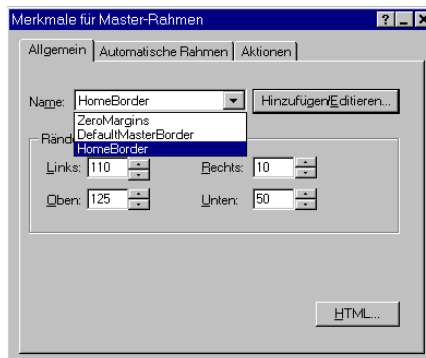 Merkmale für Master-Rahmen
Allgemein Automatische Rahmen Aktionen
Name: HomeBorder Hinzufügen/Editieren...
ZeroMargins
DefaultMasterBorder
HomeBorder
Links: 110 Rechts: 10
Oben: 125 Unten: 50
HTML...